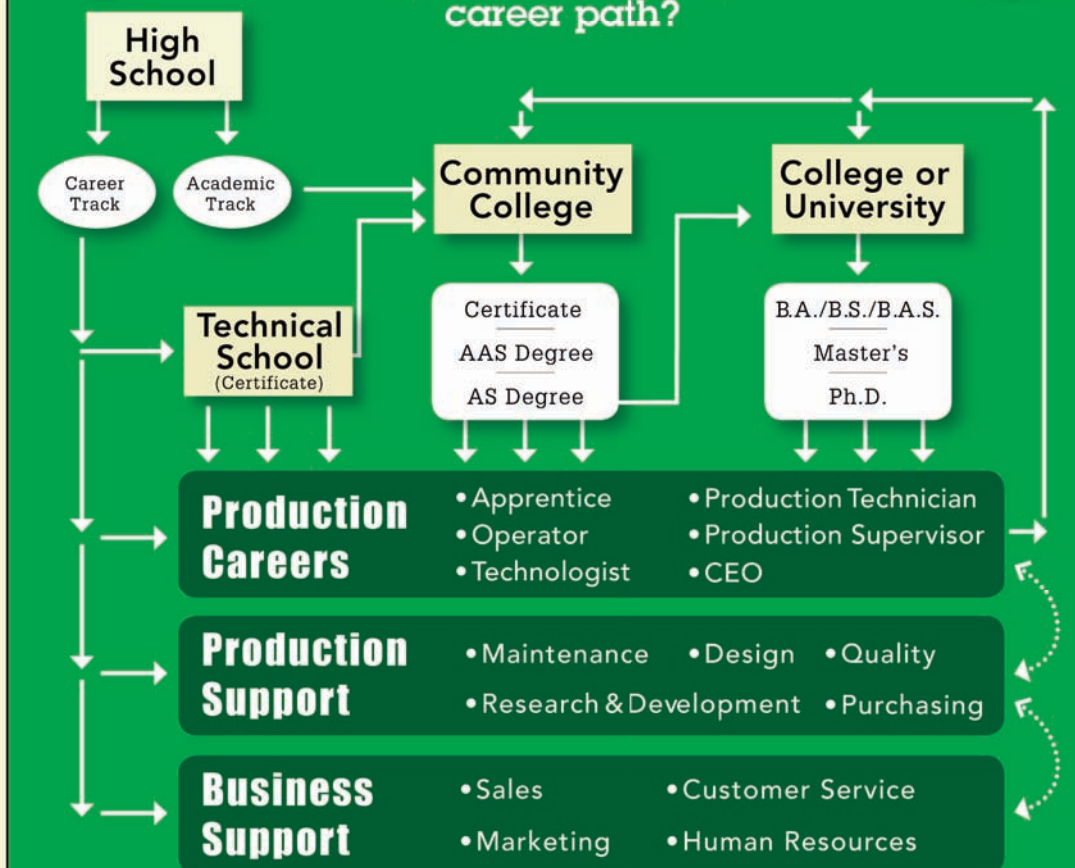 career path?
High
School
Career
Track
Academic
Track
Community
College
College or
University
Technical
School
(Certificate)
Certificate
AAS Degree
AS Degree
B.A./B.S./B.A.S.
Master's
Ph.D.
Production
Careers
• Apprentice
• Operator
• Technologist
• Production Technician
• Production Supervisor
• CEO
Production
Support
• Maintenance • Design • Quality
• Research & Development • Purchasing
Business
Support
• Sales • Customer Service
• Marketing • Human Resources